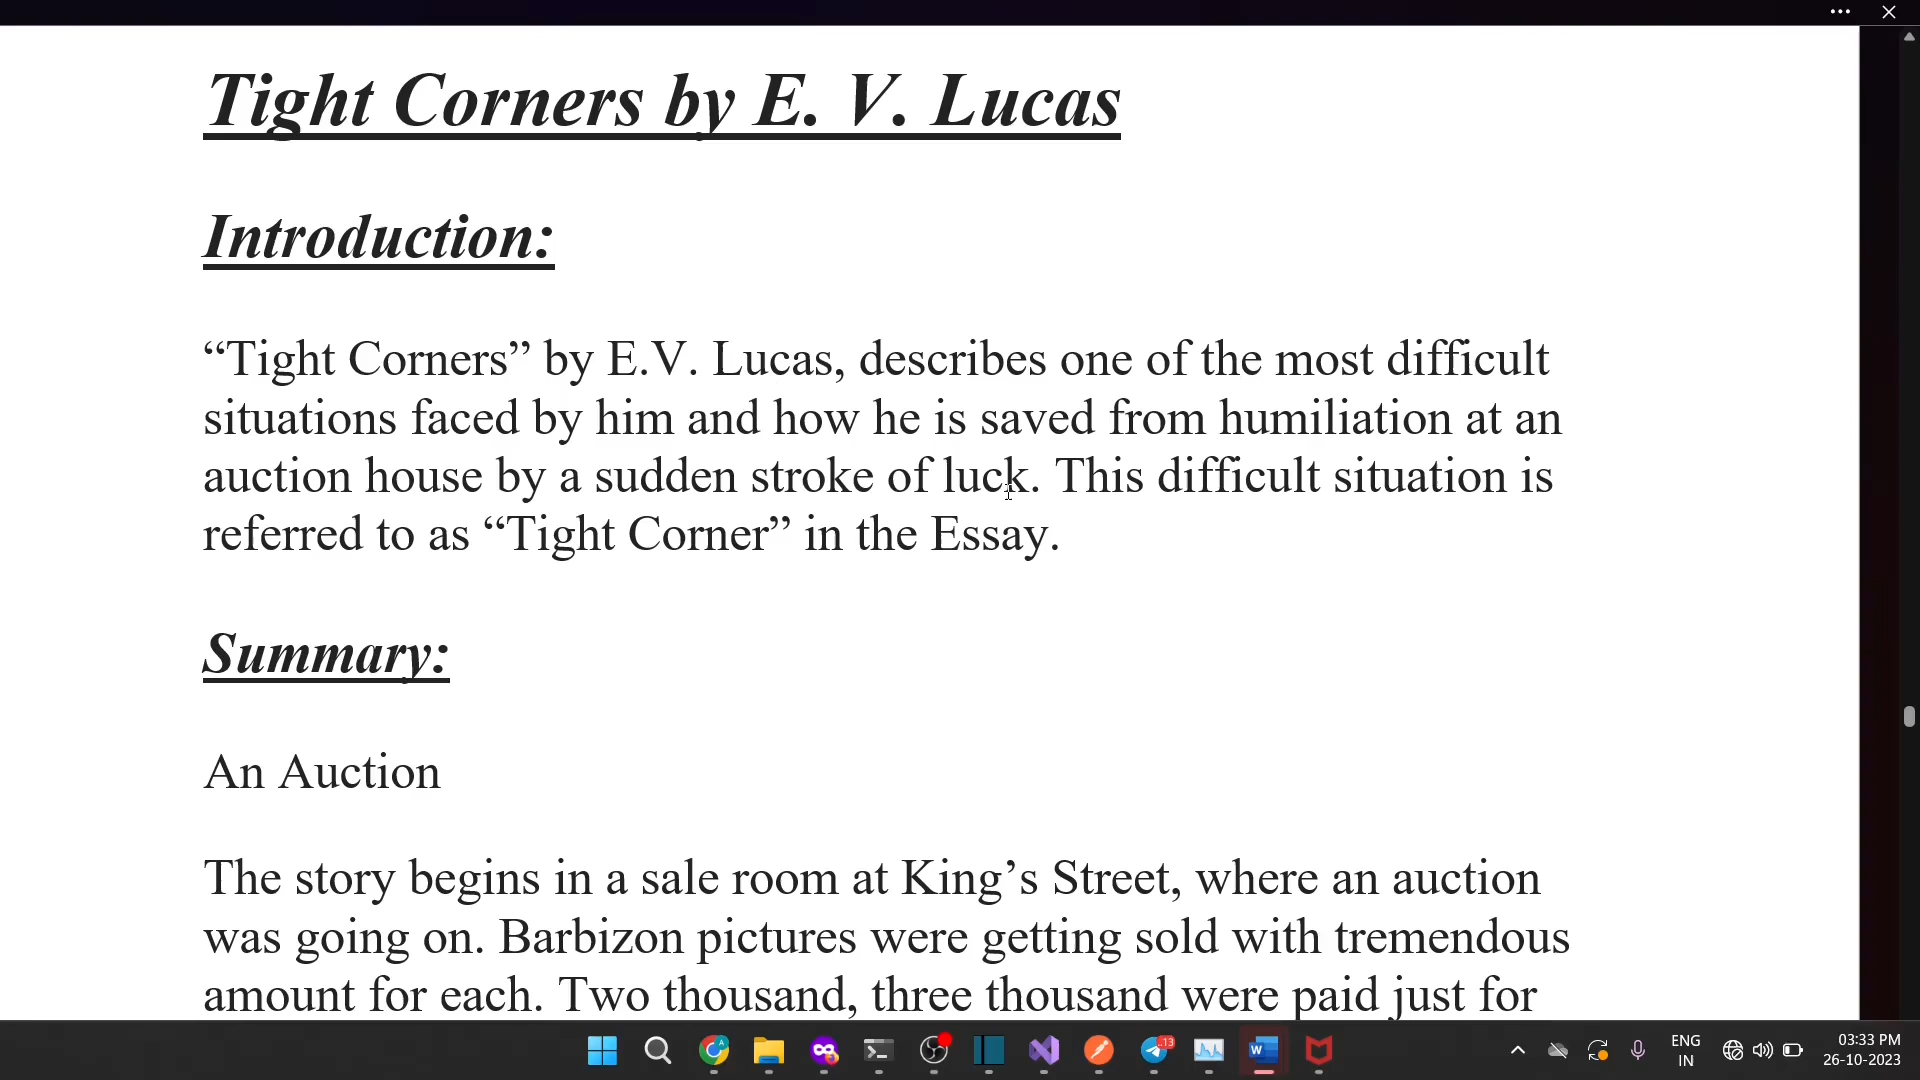 Tight Corners by E. V. Lucas
Introduction:
“Tight Corners” by E.V. Lucas, describes one of the most difficult
situations faced by him and how he is saved from humiliation at an
auction house by a sudden stroke of luck. This difficult situation is
referred to as “Tight Corner” in the Essay.
Summary:
An Auction
The story begins in a sale room at King’s Street, where an auction
was going on. Barbizon pictures were getting sold with tremendous
amount for each. Two thousand, three thousand were paid just for
A
13
W
ENG
IN
03:33 PM
26-10-2023